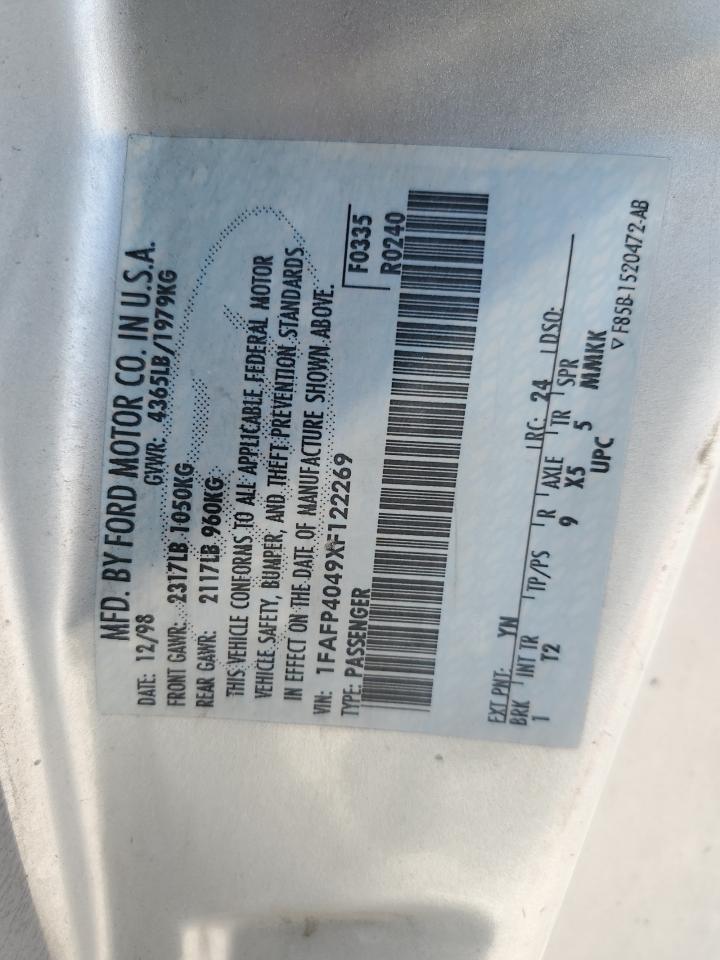 MFD. BY FORD MOTOR CO. IN U.S.A.
DATE: 12/98 GVWR: 4365LB/1979KG
FRONT GAWR: 2317LB 1050KG
REAR GAWR: 2117LB 960KG
THIS VEHICLE CONFORMS TO ALL APPLICABLE FEDERAL MOTOR
VEHICLE SAFETY, BUMPER, AND THEFT PREVENTION STANDARDS
IN EFFECT ON THE DATE OF MANUFACTURE SHOWN ABOVE.
VIN: 1FAFP4049XF122269 F0335
TYPE: PASSENGER R0240
EXT PNT: YN RC: 24 DSO:
BRK INT TR TP/PS R AXLE TR SPR
1 T2 9 X5 5 MMKK
UPC
▽ F85B-1520472-AB